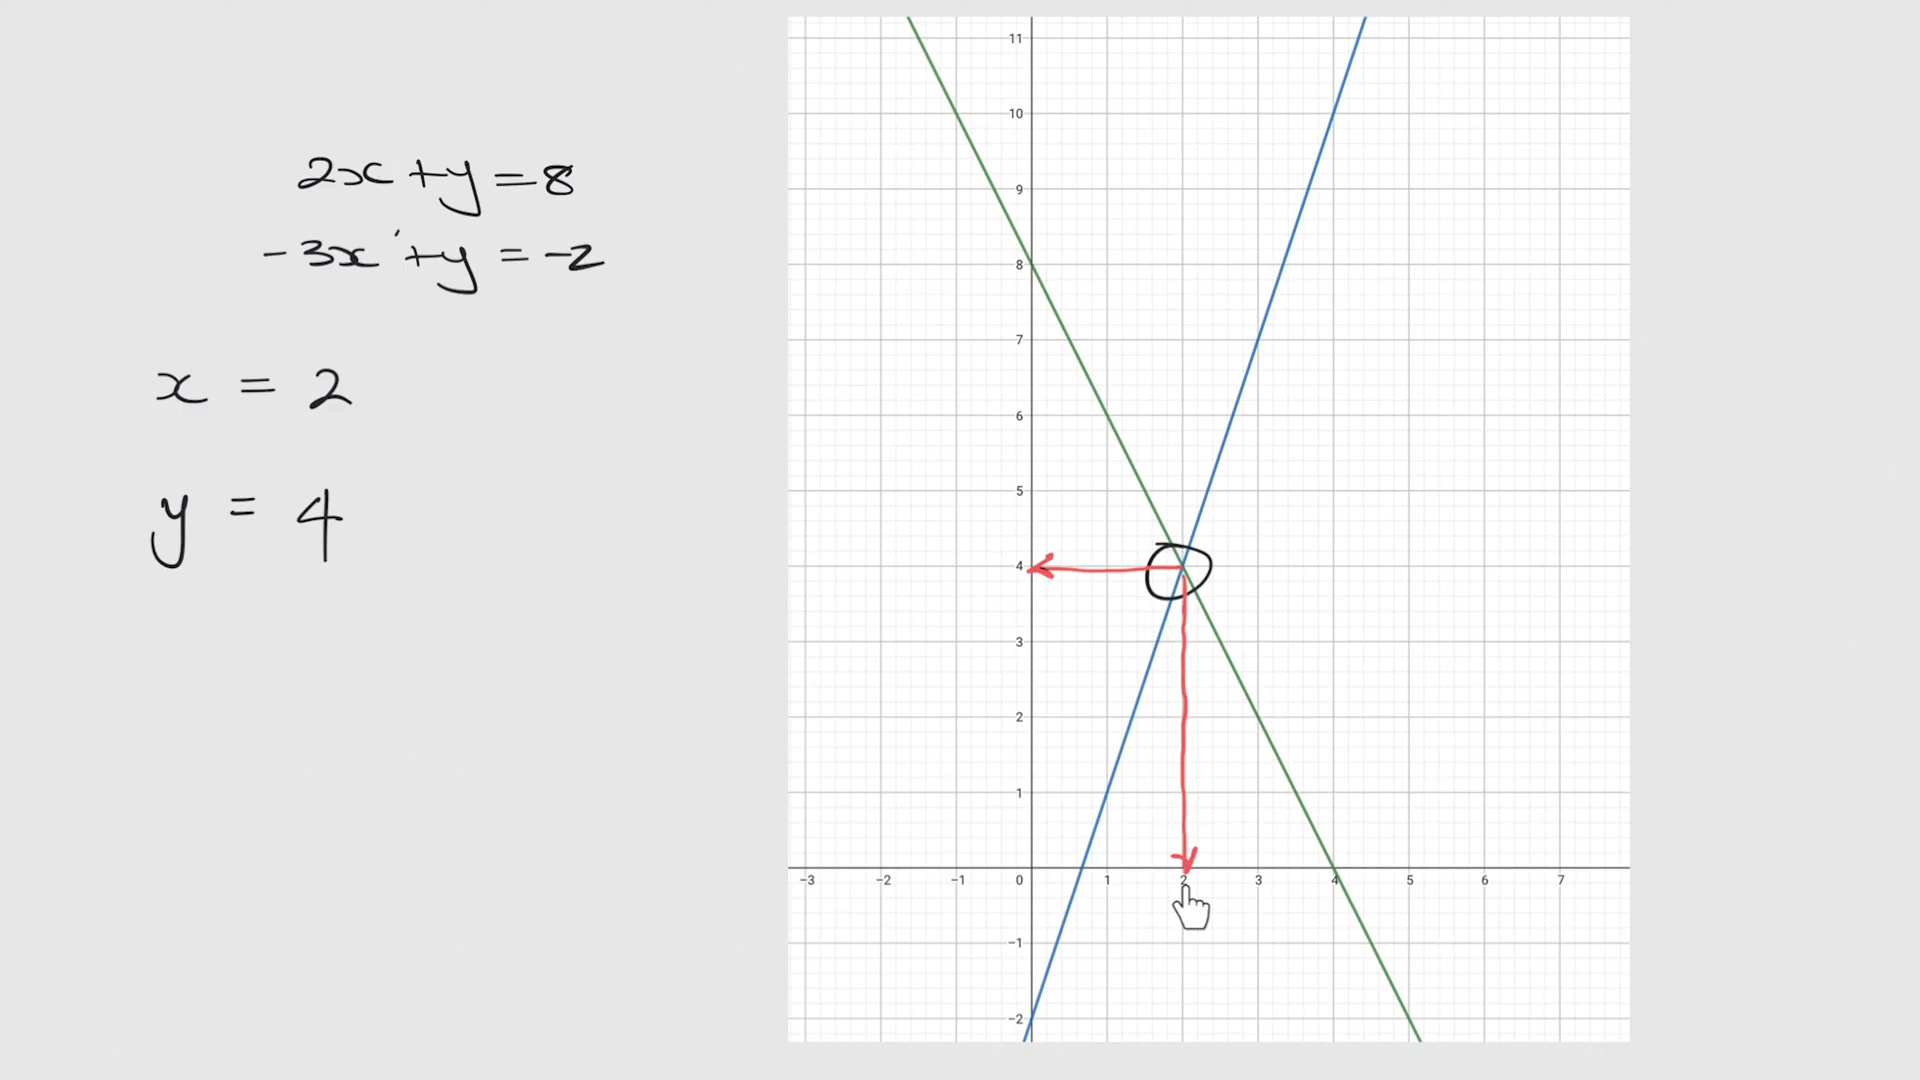 2x + y = 8
-3x + y = -2
x = 2
y = 4
11
10
9
8
7
6
5
4
3
2
1
-3 -2 -1 0 1 2 3 4 5 6 7
-1
-2